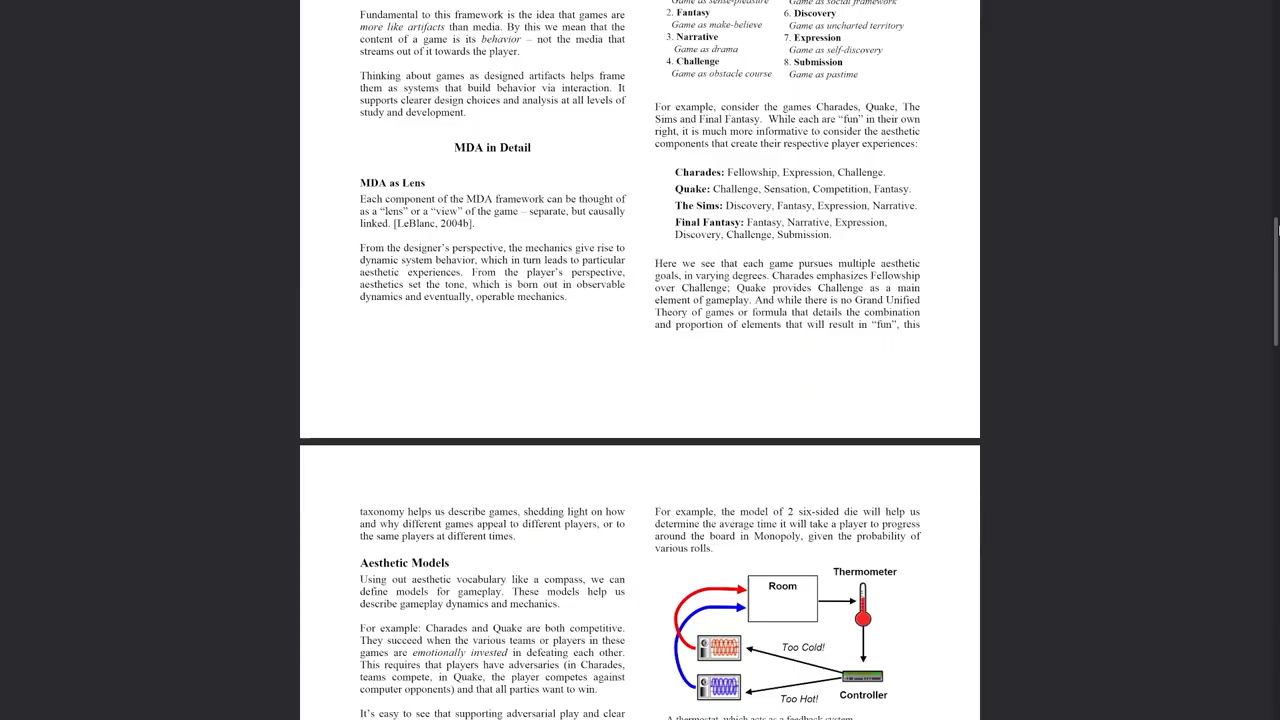 Fundamental to this framework is the idea that games are
more like artifacts than media. By this we mean that the
content of a game is its behavior – not the media that
streams out of it towards the player.
Thinking about games as designed artifacts helps frame
them as systems that build behavior via interaction. It
supports clearer design choices and analysis at all levels of
study and development.
MDA in Detail
MDA as Lens
Each component of the MDA framework can be thought of
as a “lens” or a “view” of the game – separate, but causally
linked. [LeBlanc, 2004b].
From the designer’s perspective, the mechanics give rise to
dynamic system behavior, which in turn leads to particular
aesthetic experiences. From the player’s perspective,
aesthetics set the tone, which is born out in observable
dynamics and eventually, operable mechanics.
Game as sense-pleasure
2. Fantasy
Game as make-believe
3. Narrative
Game as drama
4. Challenge
Game as obstacle course
Game as social framework
6. Discovery
Game as uncharted territory
7. Expression
Game as self-discovery
8. Submission
Game as pastime
For example, consider the games Charades, Quake, The
Sims and Final Fantasy. While each are “fun” in their own
right, it is much more informative to consider the aesthetic
components that create their respective player experiences:
Charades: Fellowship, Expression, Challenge.
Quake: Challenge, Sensation, Competition, Fantasy.
The Sims: Discovery, Fantasy, Expression, Narrative.
Final Fantasy: Fantasy, Narrative, Expression,
Discovery, Challenge, Submission.
Here we see that each game pursues multiple aesthetic
goals, in varying degrees. Charades emphasizes Fellowship
over Challenge; Quake provides Challenge as a main
element of gameplay. And while there is no Grand Unified
Theory of games or formula that details the combination
and proportion of elements that will result in “fun”, this
taxonomy helps us describe games, shedding light on how
and why different games appeal to different players, or to
the same players at different times.
Aesthetic Models
Using out aesthetic vocabulary like a compass, we can
define models for gameplay. These models help us
describe gameplay dynamics and mechanics.
For example: Charades and Quake are both competitive.
They succeed when the various teams or players in these
games are emotionally invested in defeating each other.
This requires that players have adversaries (in Charades,
teams compete, in Quake, the player competes against
computer opponents) and that all parties want to win.
It’s easy to see that supporting adversarial play and clear
For example, the model of 2 six-sided die will help us
determine the average time it will take a player to progress
around the board in Monopoly, given the probability of
various rolls.
Thermometer
Room
Too Cold!
Too Hot!
Controller
A thermostat, which acts as a feedback system